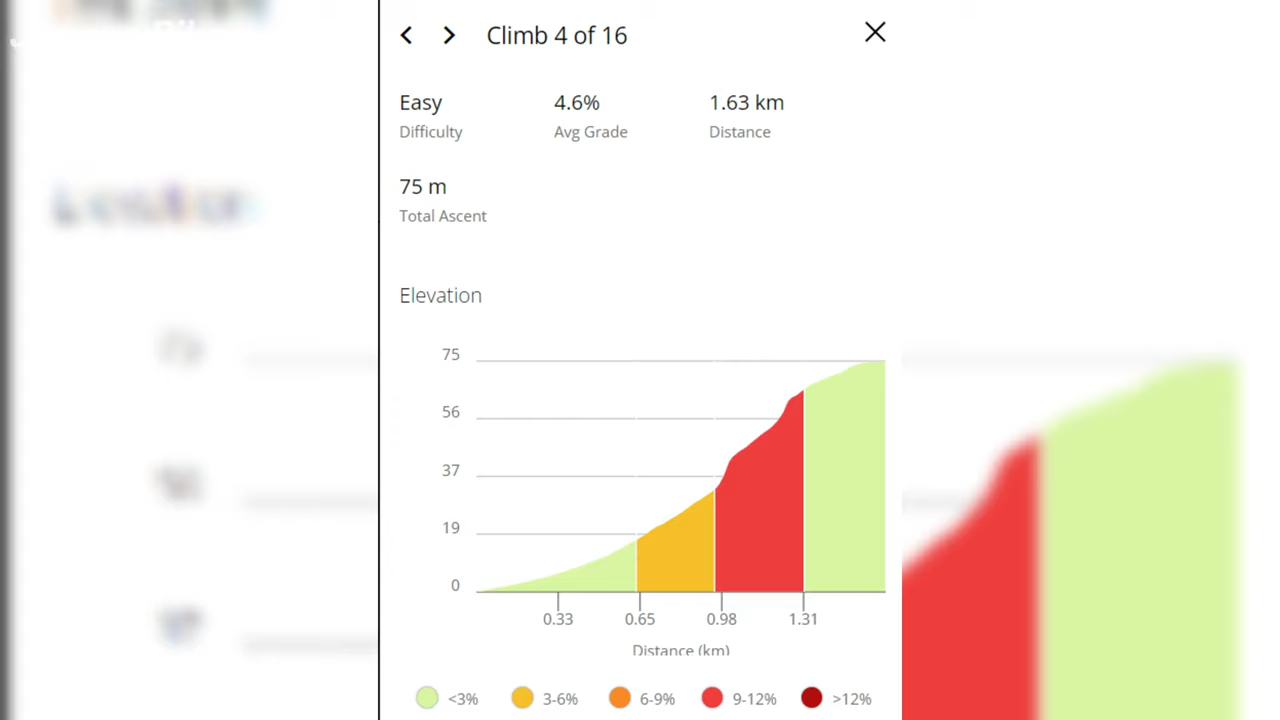 Climb 4 of 16
Easy 4.6% 1.63 km
Difficulty Avg Grade Distance
75 m
Total Ascent
Elevation
75
56
37
19
0
0.33 0.65 0.98 1.31
Distance (km)
<3% 3-6% 6-9% 9-12% >12%